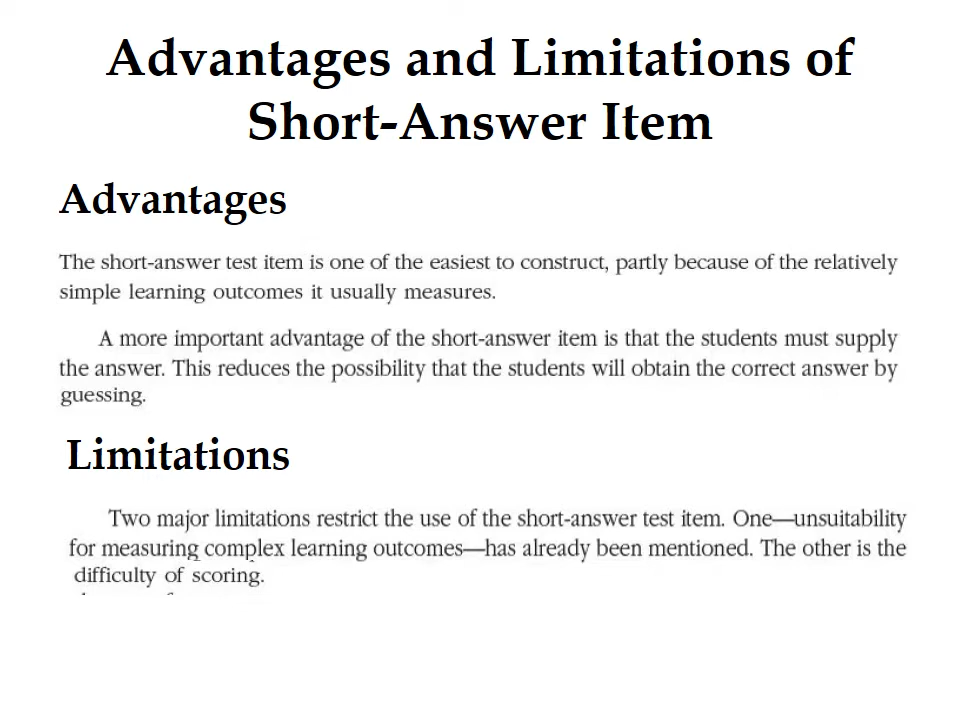 Advantages and Limitations of
Short-Answer Item
Advantages
The short-answer test item is one of the easiest to construct, partly because of the relatively
simple learning outcomes it usually measures.
A more important advantage of the short-answer item is that the students must supply
the answer. This reduces the possibility that the students will obtain the correct answer by
guessing.
Limitations
Two major limitations restrict the use of the short-answer test item. One—unsuitability
for measuring complex learning outcomes—has already been mentioned. The other is the
difficulty of scoring.